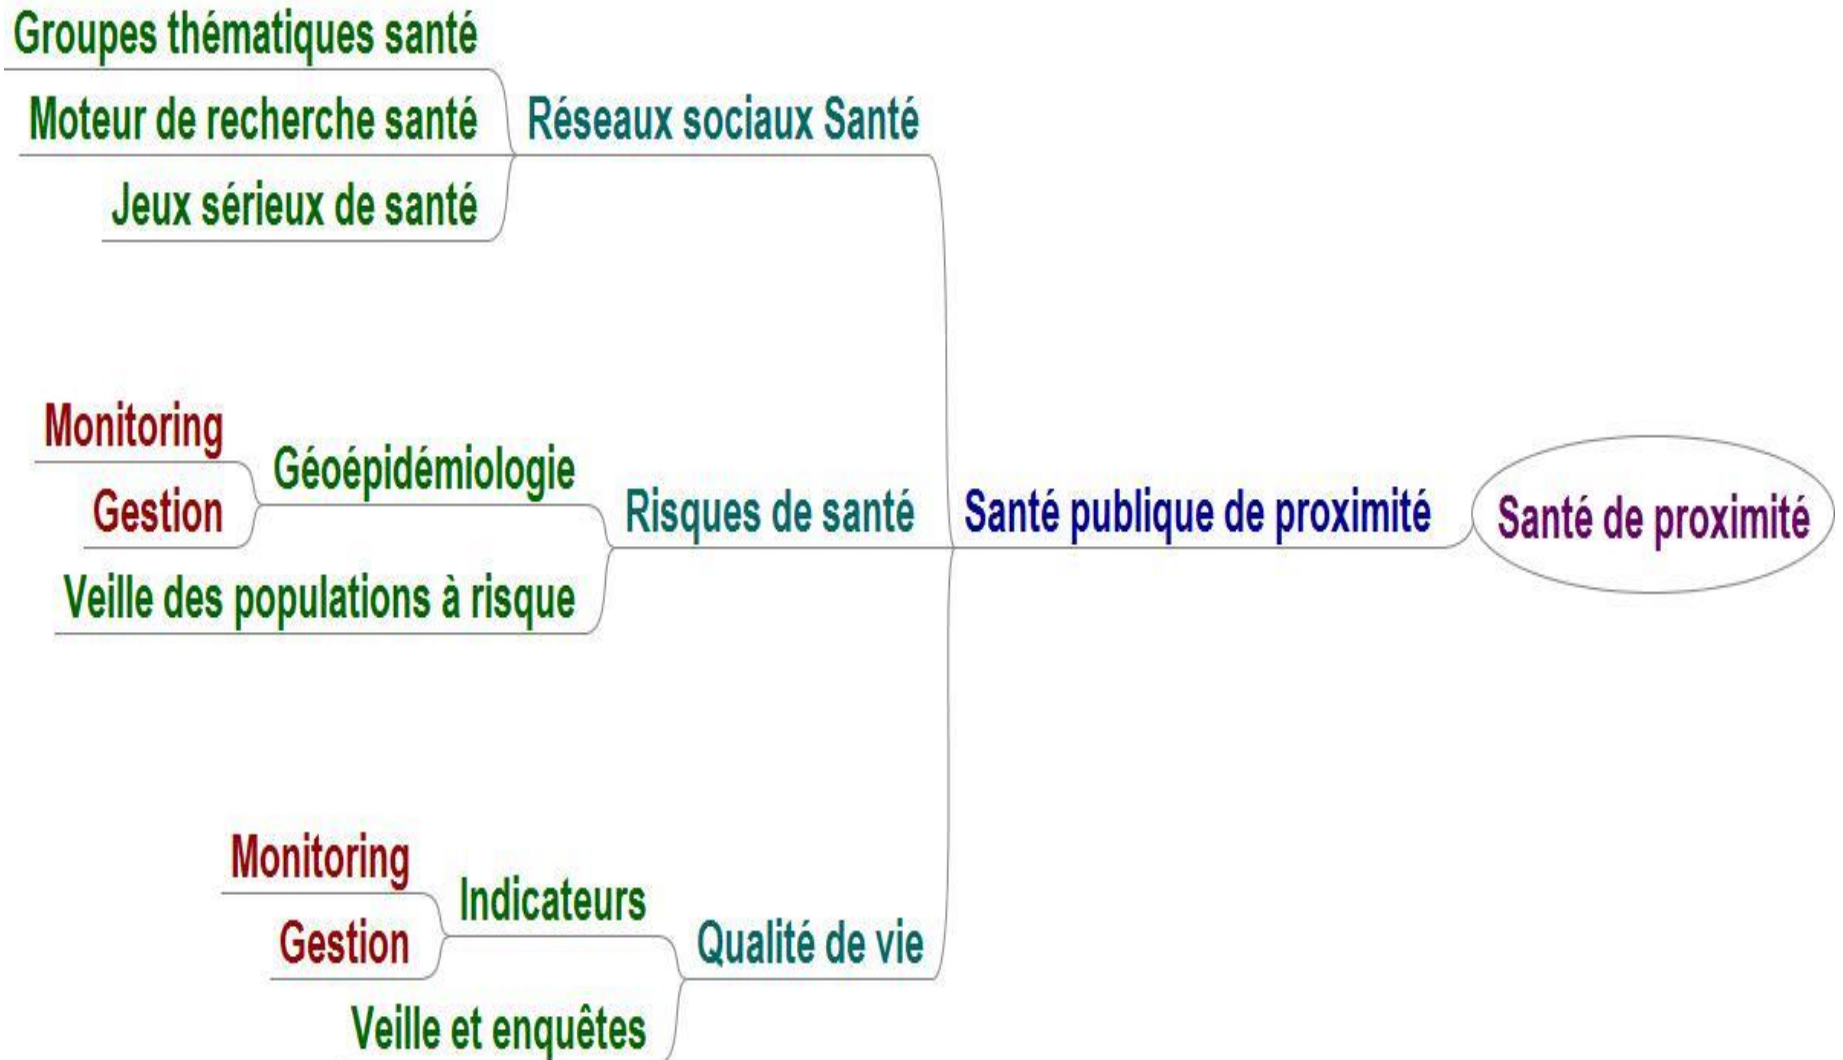 Groupes thématiques santé
Moteur de recherche santé
Réseaux sociaux Santé
Jeux sérieux de santé
Monitoring
Géoépidémiologie
Gestion
Risques de santé
Santé publique de proximité
Santé de proximité
Veille des populations à risque
Monitoring
Indicateurs
Gestion
Qualité de vie
Veille et enquêtes